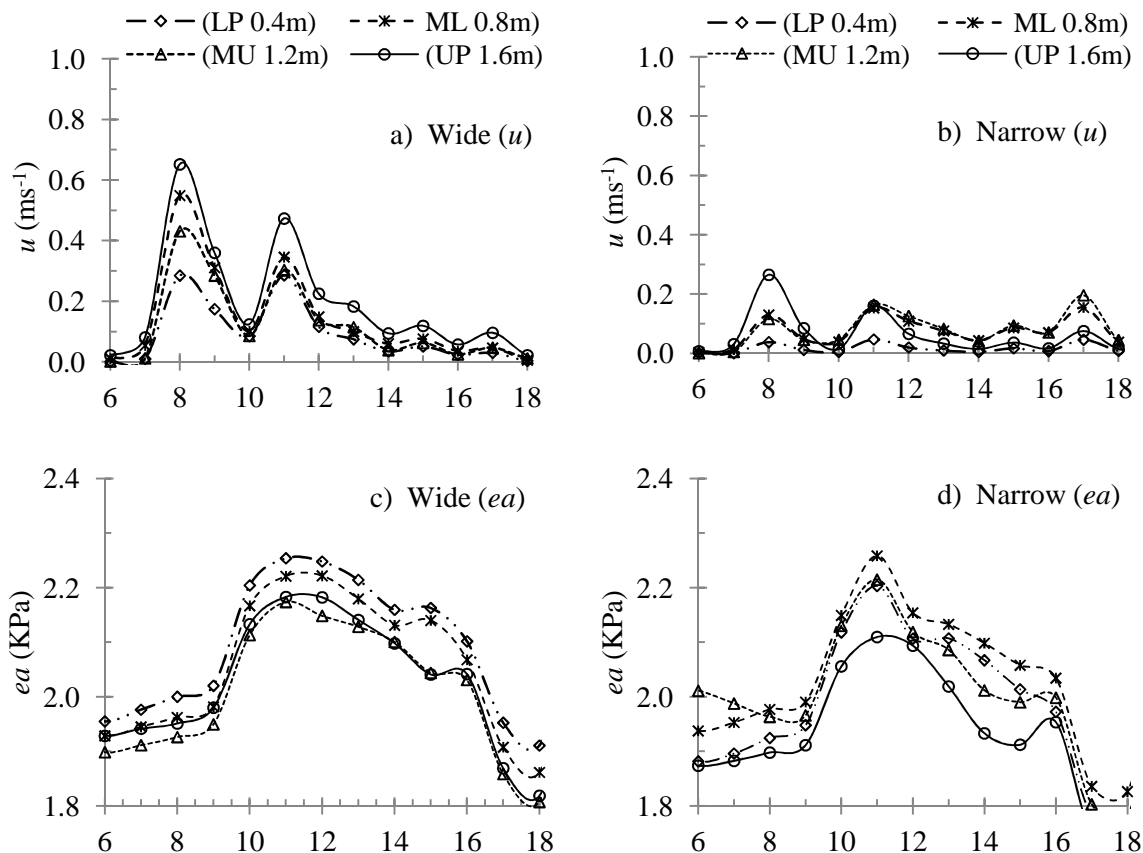 (LP 0.4m) ML 0.8m)
(MU 1.2m) (UP 1.6m)
a) Wide (u)
u (ms-1)
1.0
0.8
0.6
0.4
0.2
0.0
6 8 10 12 14 16 18
(LP 0.4m) ML 0.8m)
(MU 1.2m) (UP 1.6m)
b) Narrow (u)
u (ms-1)
1.0
0.8
0.6
0.4
0.2
0.0
6 8 10 12 14 16 18
c) Wide (ea)
ea (KPa)
2.4
2.2
2.0
1.8
6 8 10 12 14 16 18
d) Narrow (ea)
ea (KPa)
2.4
2.2
2.0
1.8
6 8 10 12 14 16 18